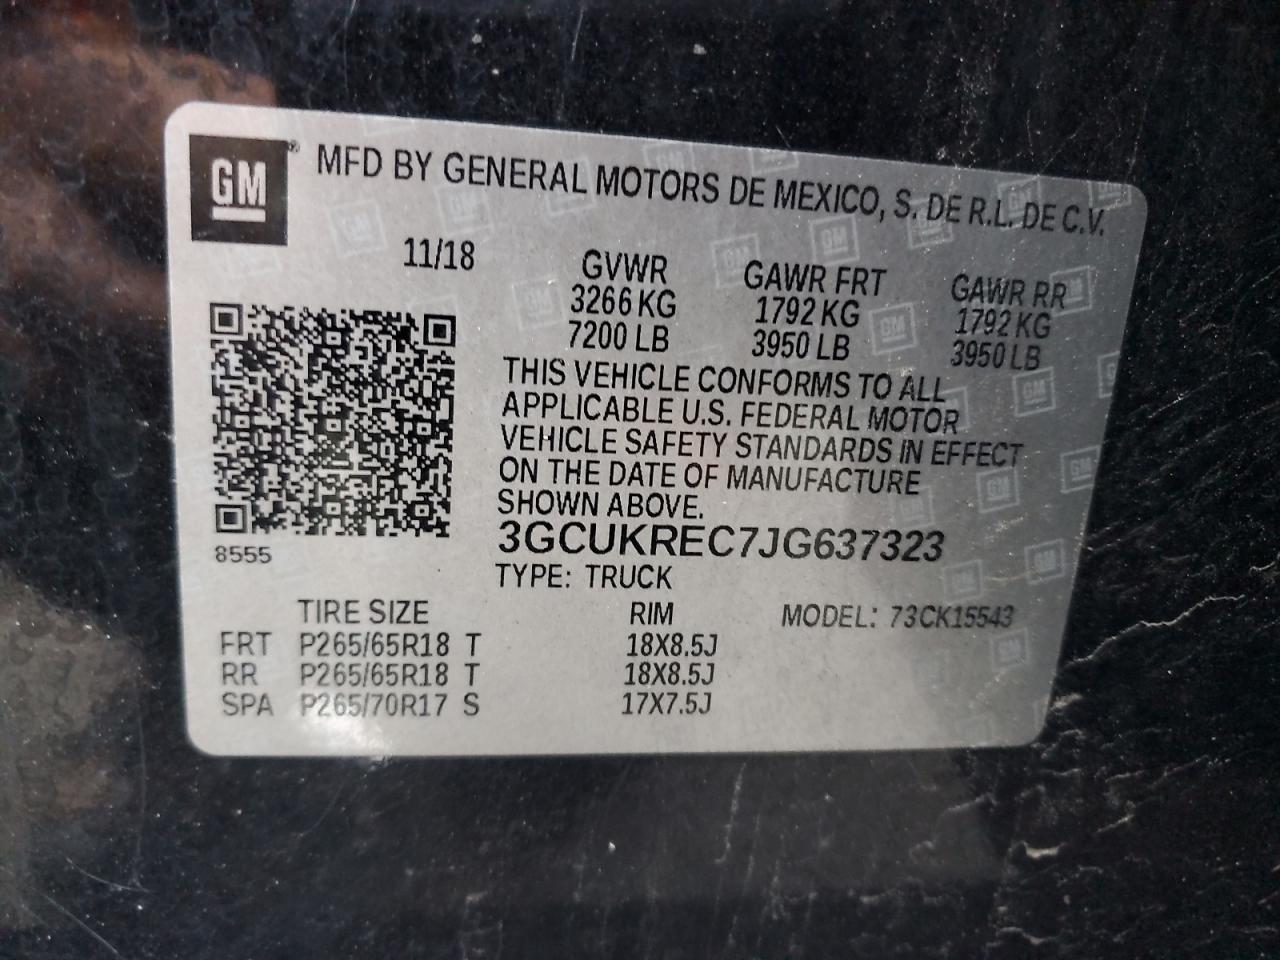 GM® MFD BY GENERAL MOTORS DE MEXICO, S. DE R.L. DE C.V.
11/18 GVWR GAWR FRT GAWR RR
3266 KG 1792 KG 1792 KG
7200 LB 3950 LB 3950 LB
THIS VEHICLE CONFORMS TO ALL
APPLICABLE U.S. FEDERAL MOTOR
VEHICLE SAFETY STANDARDS IN EFFECT
ON THE DATE OF MANUFACTURE
SHOWN ABOVE.
3GCUKREC7JG637323
8555
TYPE: TRUCK
TIRE SIZE RIM MODEL: 73CK15543
FRT P265/65R18 T 18X8.5J
RR P265/65R18 T 18X8.5J
SPA P265/70R17 S 17X7.5J